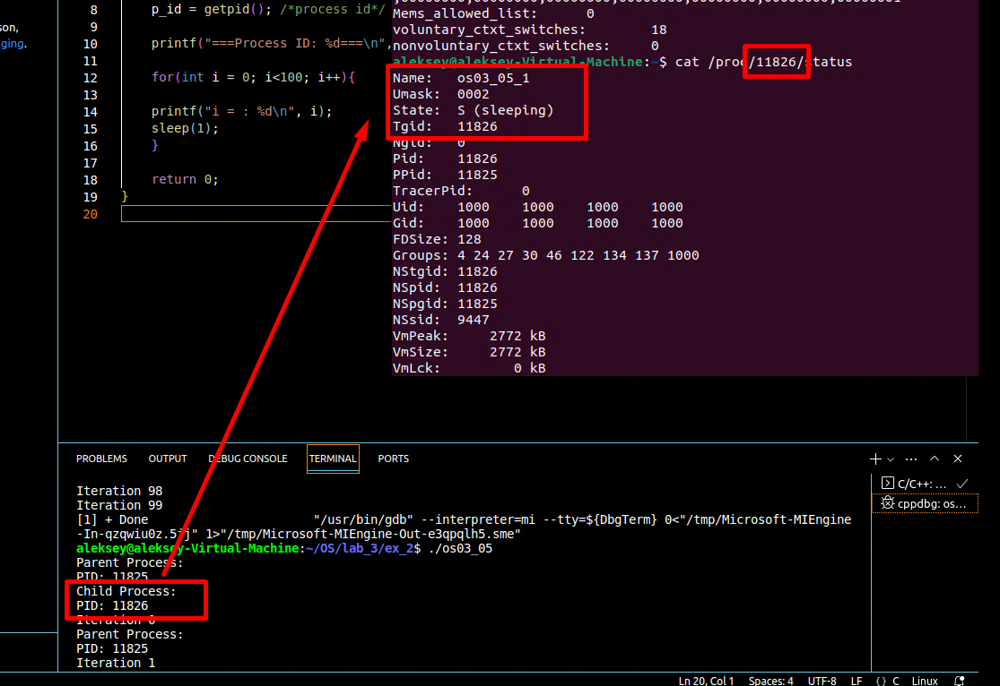 son,
ging.
8 p_id = getpid(); /*process id*/
9
10 printf("===Process ID: %d===\n",
11
12 for(int i = 0; i<100; i++){
13
14 printf("i = : %d\n", i);
15 sleep(1);
16 }
17
18 return 0;
19 }
20
Mems_allowed_list:	0
voluntary_ctxt_switches:	18
nonvoluntary_ctxt_switches:	0
aleksey@aleksey-Virtual-Machine:~$ cat /proc/11826/status
Name:	os03_05_1
Umask:	0002
State:	S (sleeping)
Tgid:	11826
Ngid:	0
Pid:	11826
PPid:	11825
TracerPid:	0
Uid:	1000	1000	1000	1000
Gid:	1000	1000	1000	1000
FDSize:	128
Groups:	4 24 27 30 46 122 134 137 1000
NStgid:	11826
NSpid:	11826
NSpgid:	11825
NSsid:	9447
VmPeak:	2772 kB
VmSize:	2772 kB
VmLck:	0 kB
PROBLEMS OUTPUT DEBUG CONSOLE TERMINAL PORTS
C/C++: ...
cppdbg: os...
Iteration 98
Iteration 99
[1] + Done "/usr/bin/gdb" --interpreter=mi --tty=${DbgTerm} 0<"/tmp/Microsoft-MIEngine
-In-qzqwiu0z.5jj" 1>"/tmp/Microsoft-MIEngine-Out-e3qpqlh5.sme"
aleksey@aleksey-Virtual-Machine:~/OS/lab_3/ex_2$ ./os03_05
Parent Process:
PID: 11825
Child Process:
PID: 11826
Iteration 0
Parent Process:
PID: 11825
Iteration 1
Ln 20, Col 1 Spaces: 4 UTF-8 LF {} C Linux